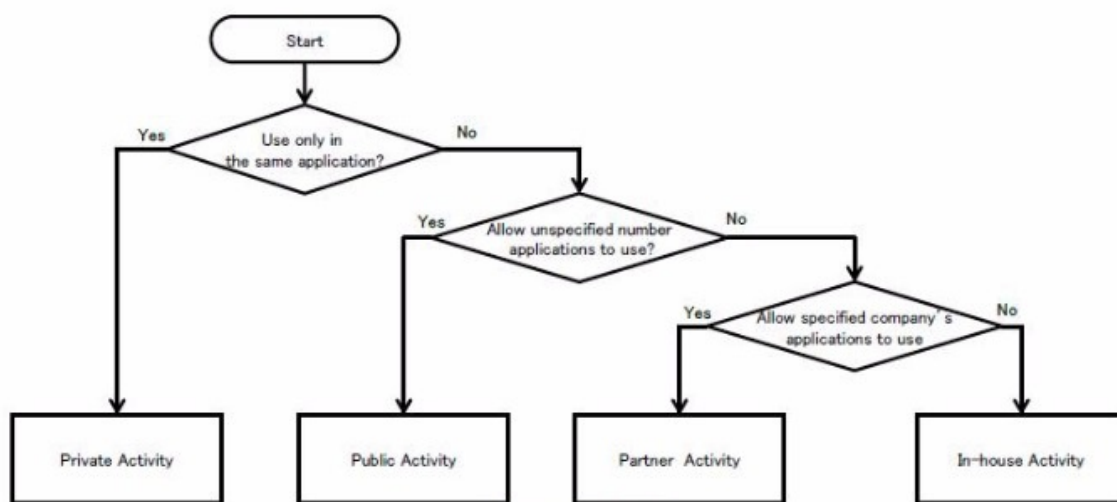 Start
Use only in
the same application?
Yes
No
Allow unspecified number
applications to use?
Yes
No
Allow specified company's
applications to use
Yes
No
Private Activity
Public Activity
Partner Activity
In-house Activity